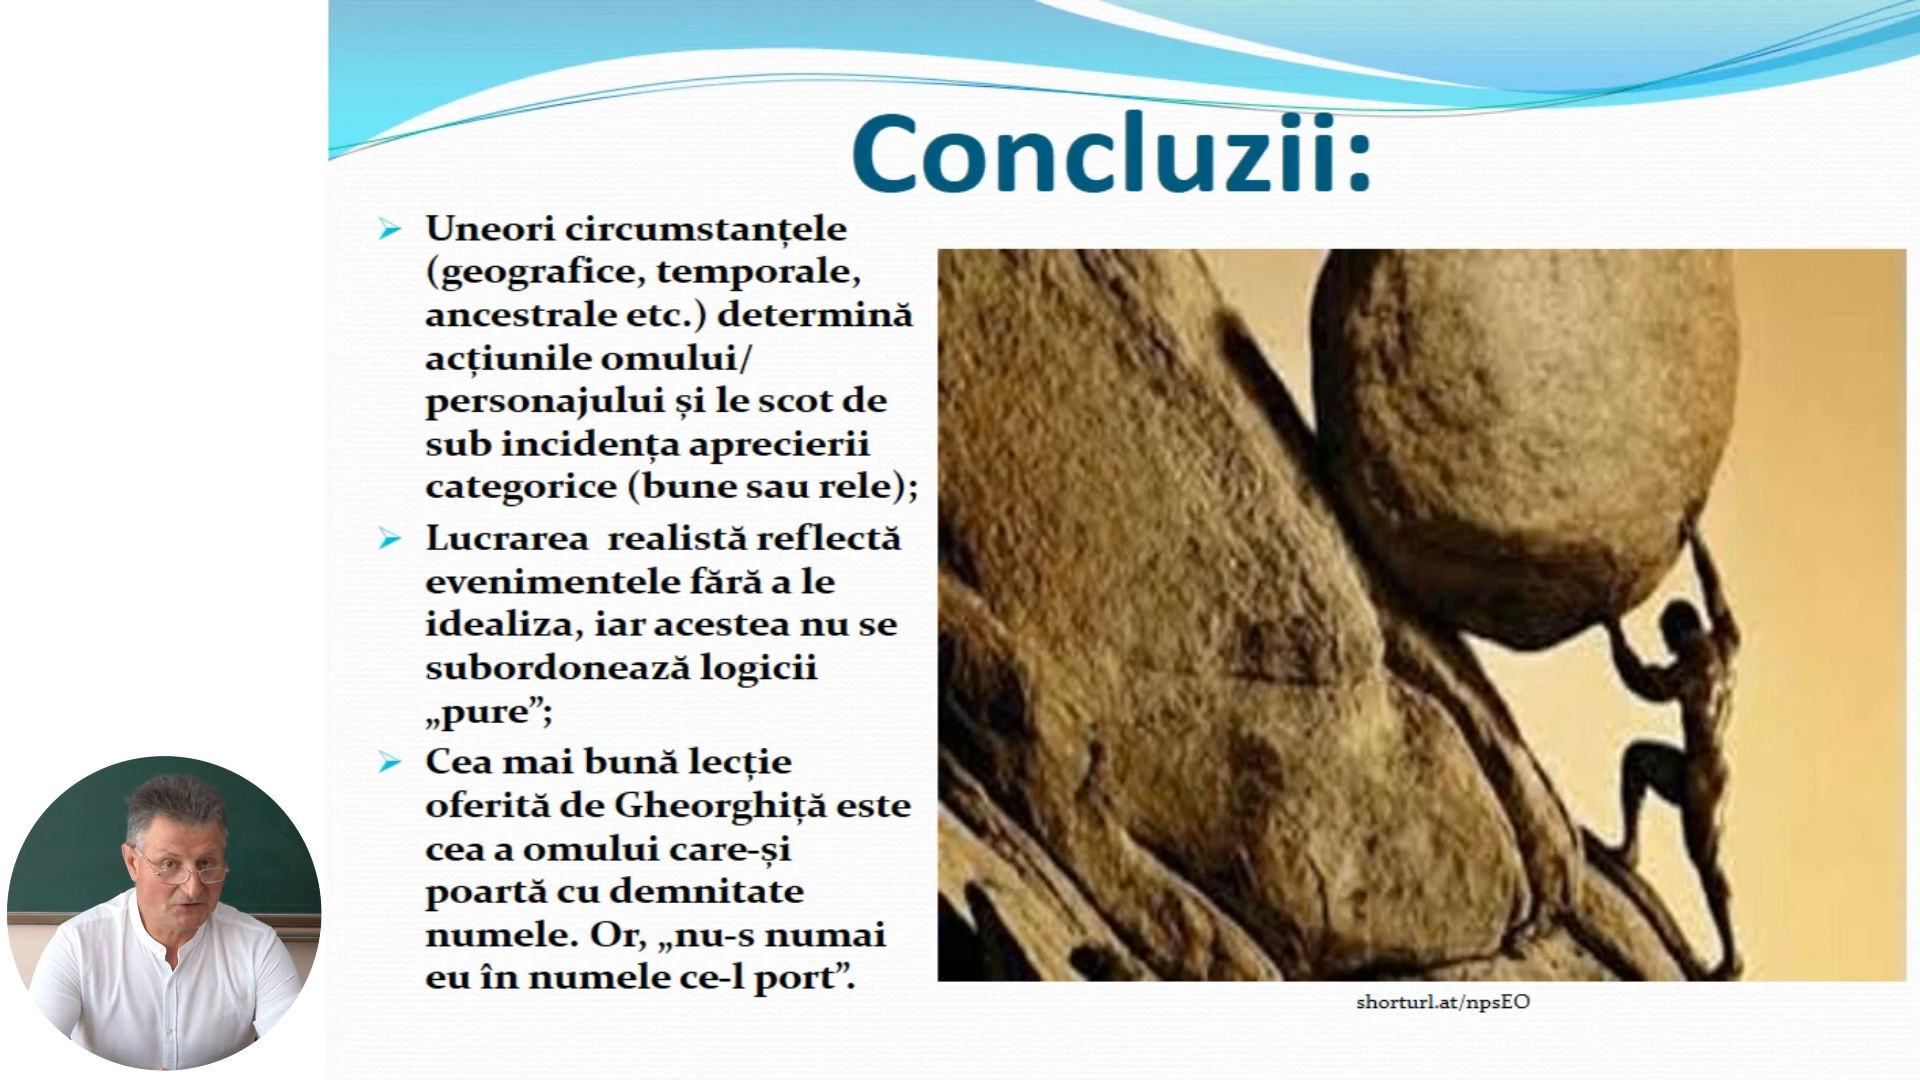 Concluzii:
Uneori circumstanțele
(geografice, temporale,
ancestrale etc.) determină
acțiunile omului/
personajului și le scot de
sub incidența aprecierii
categorice (bune sau rele);
Lucrarea  realistă reflectă
evenimentele fără a le
idealiza, iar acestea nu se
subordonează logicii
„pure”;
Cea mai bună lecție
oferită de Gheorghiță este
cea a omului care-și
poartă cu demnitate
numele. Or, „nu-s numai
eu în numele ce-l port”.
shorturl.at/npsEO